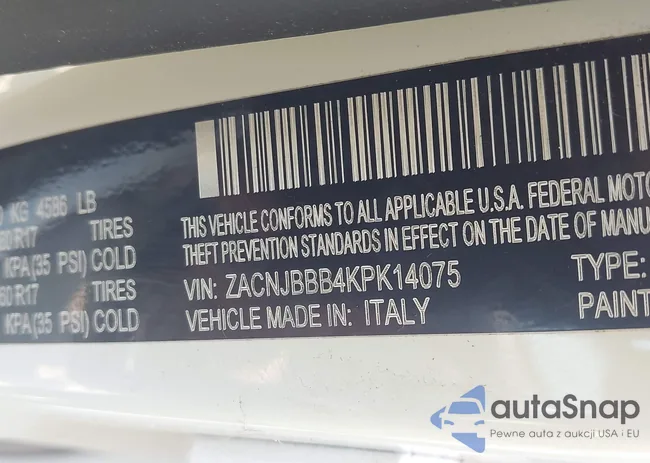 KG 4586 LB
R17 TIRES
KPA(35 PSI) COLD
R17 TIRES
KPA(35 PSI) COLD
THIS VEHICLE CONFORMS TO ALL APPLICABLE U.S.A. FEDERAL MOTO
THEFT PREVENTION STANDARDS IN EFFECT ON THE DATE OF MANU
VIN: ZACNJBBB4KPK14075 TYPE:
VEHICLE MADE IN: ITALY PAINT
autaSnap
Pewne auta z aukcji USA i EU